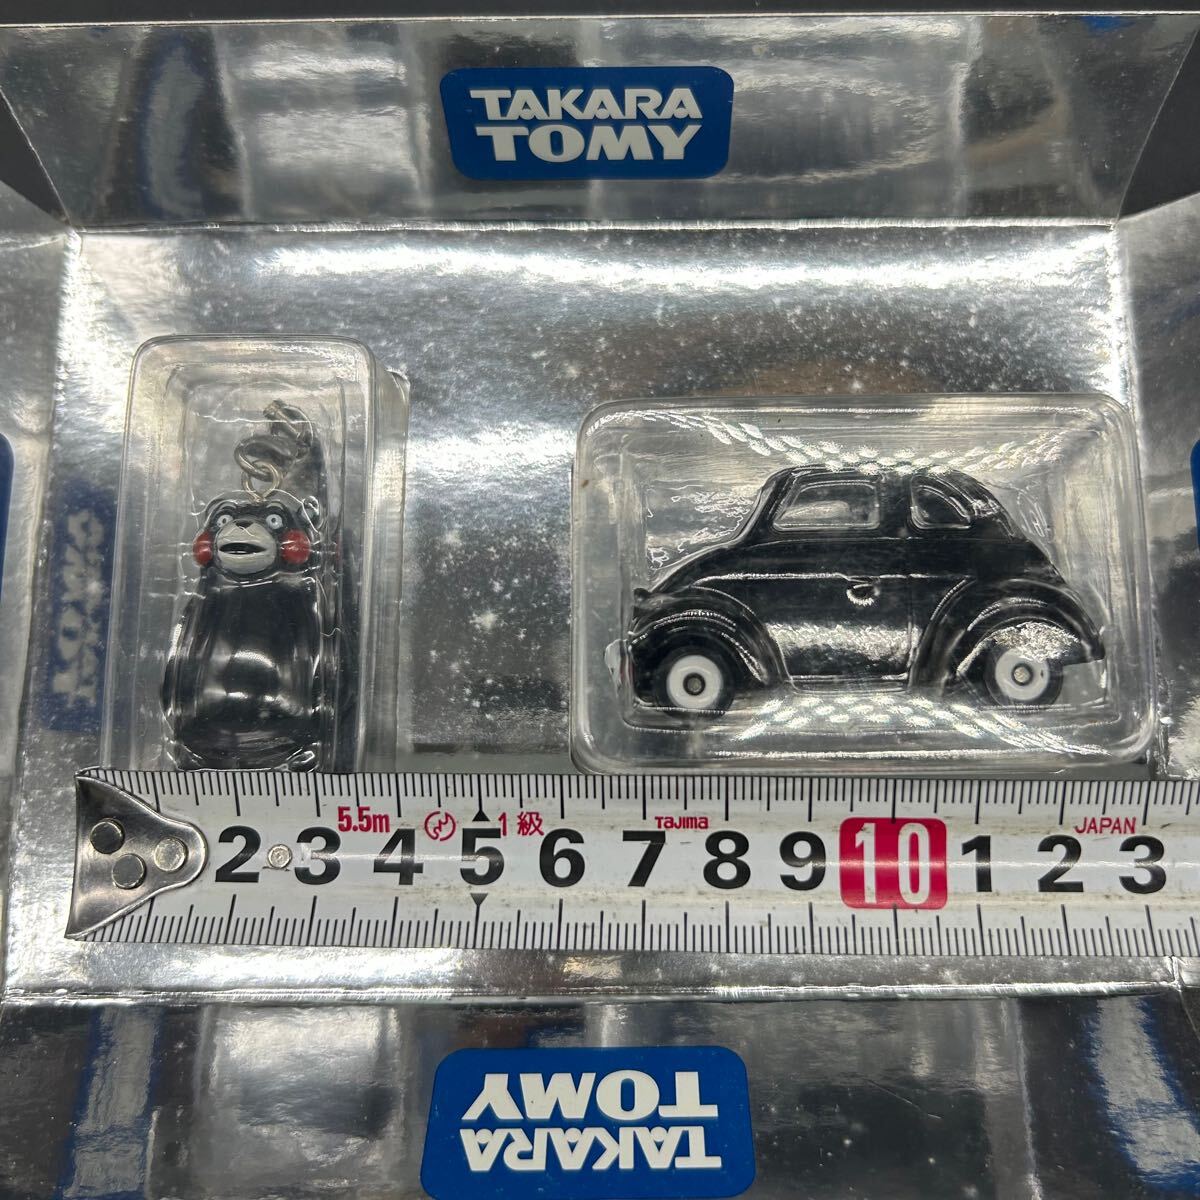 TAKARA
TOMY
5.5m 1級 Tajima JAPAN
2 3 4 5 6 7 8 9 10 1 2 3
TAKARA
TOMY